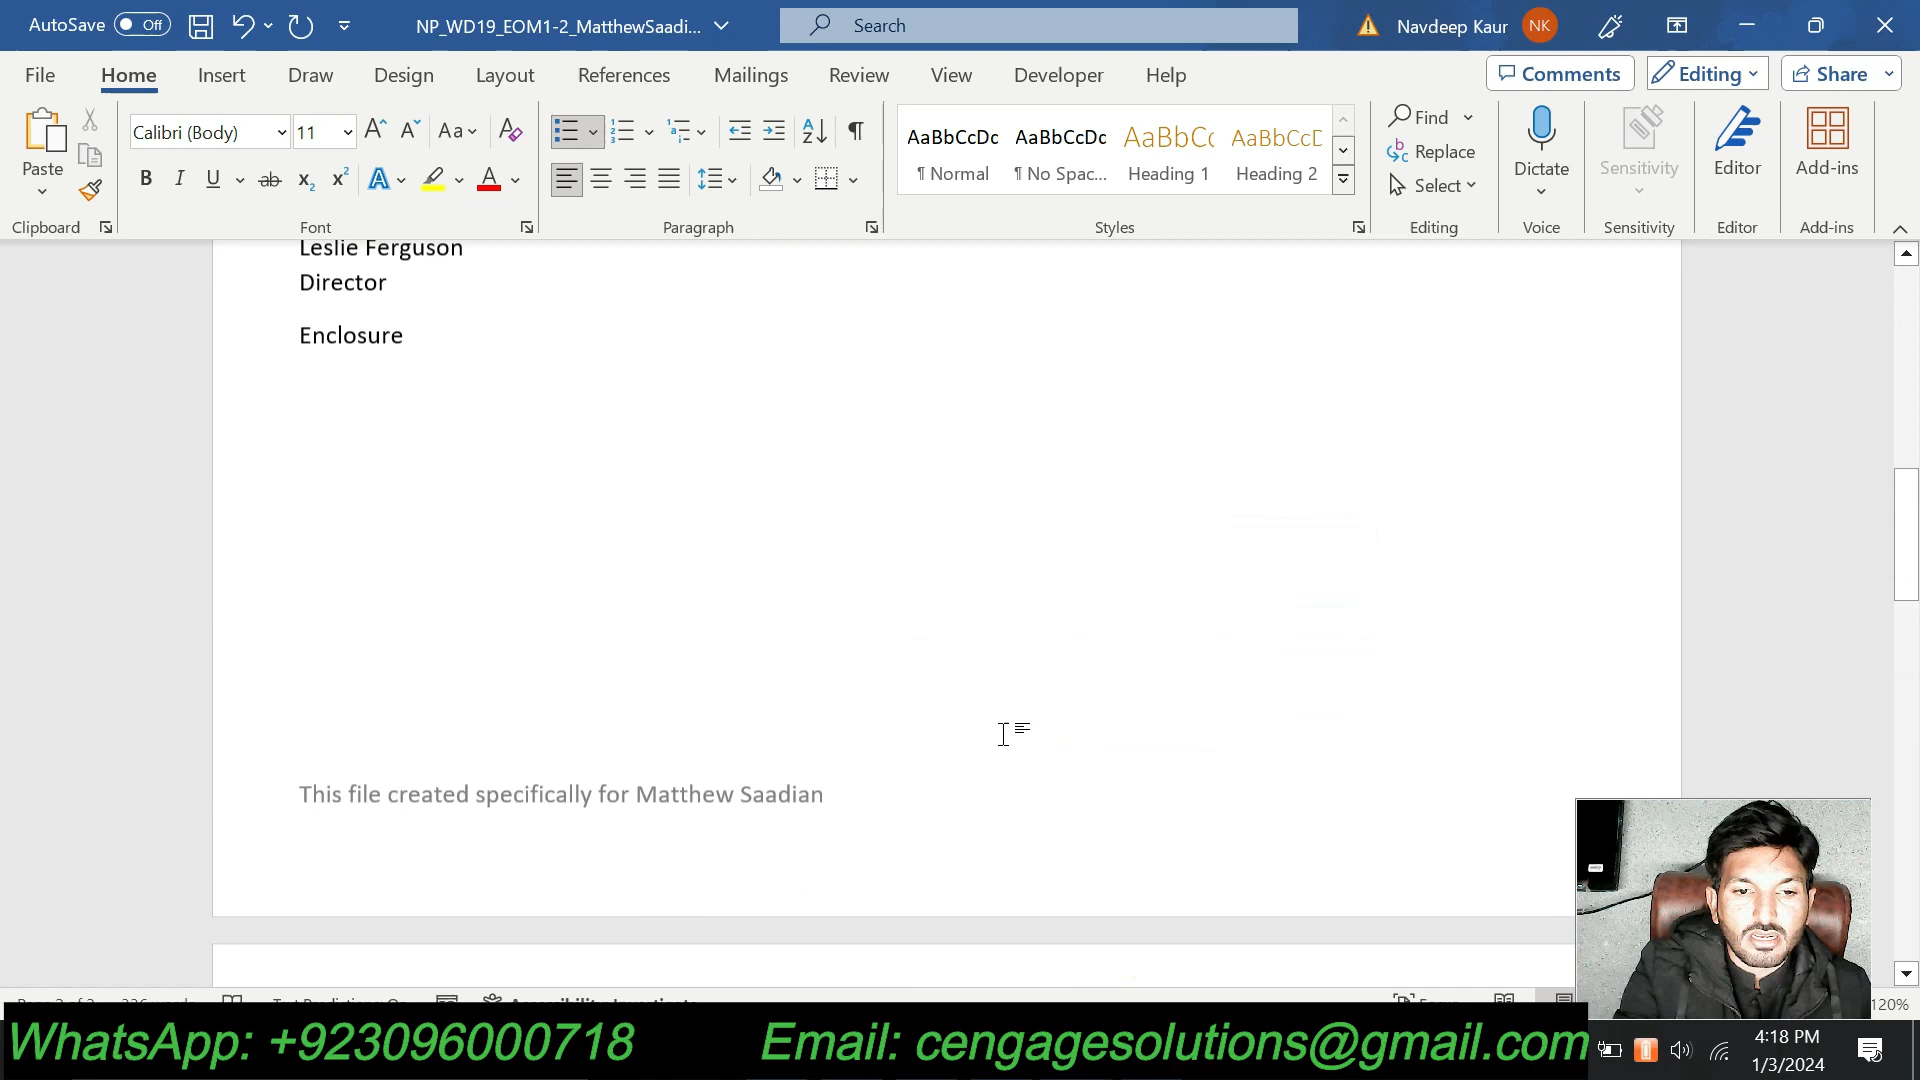 AutoSave Off NP_WD19_EOM1-2_MatthewSaadi... Search Navdeep Kaur NK
File Home Insert Draw Design Layout References Mailings Review View Developer Help Comments Editing Share
Paste Calibri (Body) 11 AaBbCcDc AaBbCcDc AaBbCc AaBbCcD Find Replace Select Dictate Sensitivity Editor Add-ins
¶ Normal ¶ No Spac... Heading 1 Heading 2
Clipboard Font Paragraph Styles Editing Voice Sensitivity Editor Add-ins
Leslie Ferguson
Director
Enclosure
This file created specifically for Matthew Saadian
120%
WhatsApp: +923096000718 Email: cengagesolutions@gmail.com
4:18 PM
1/3/2024